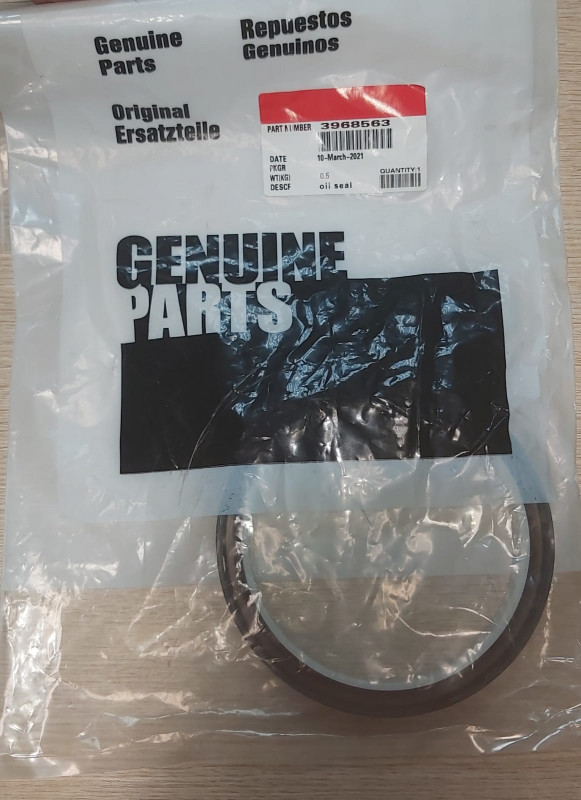 Genuine
Parts
Repuestos
Genuinos
Original
Ersatzteile
PART NUMBER 3968563
DATE 10-March-2021
PKGR
WT(KG) 0.5
QUANTITY:1
DESCF oil seal
GENUINE
PARTS